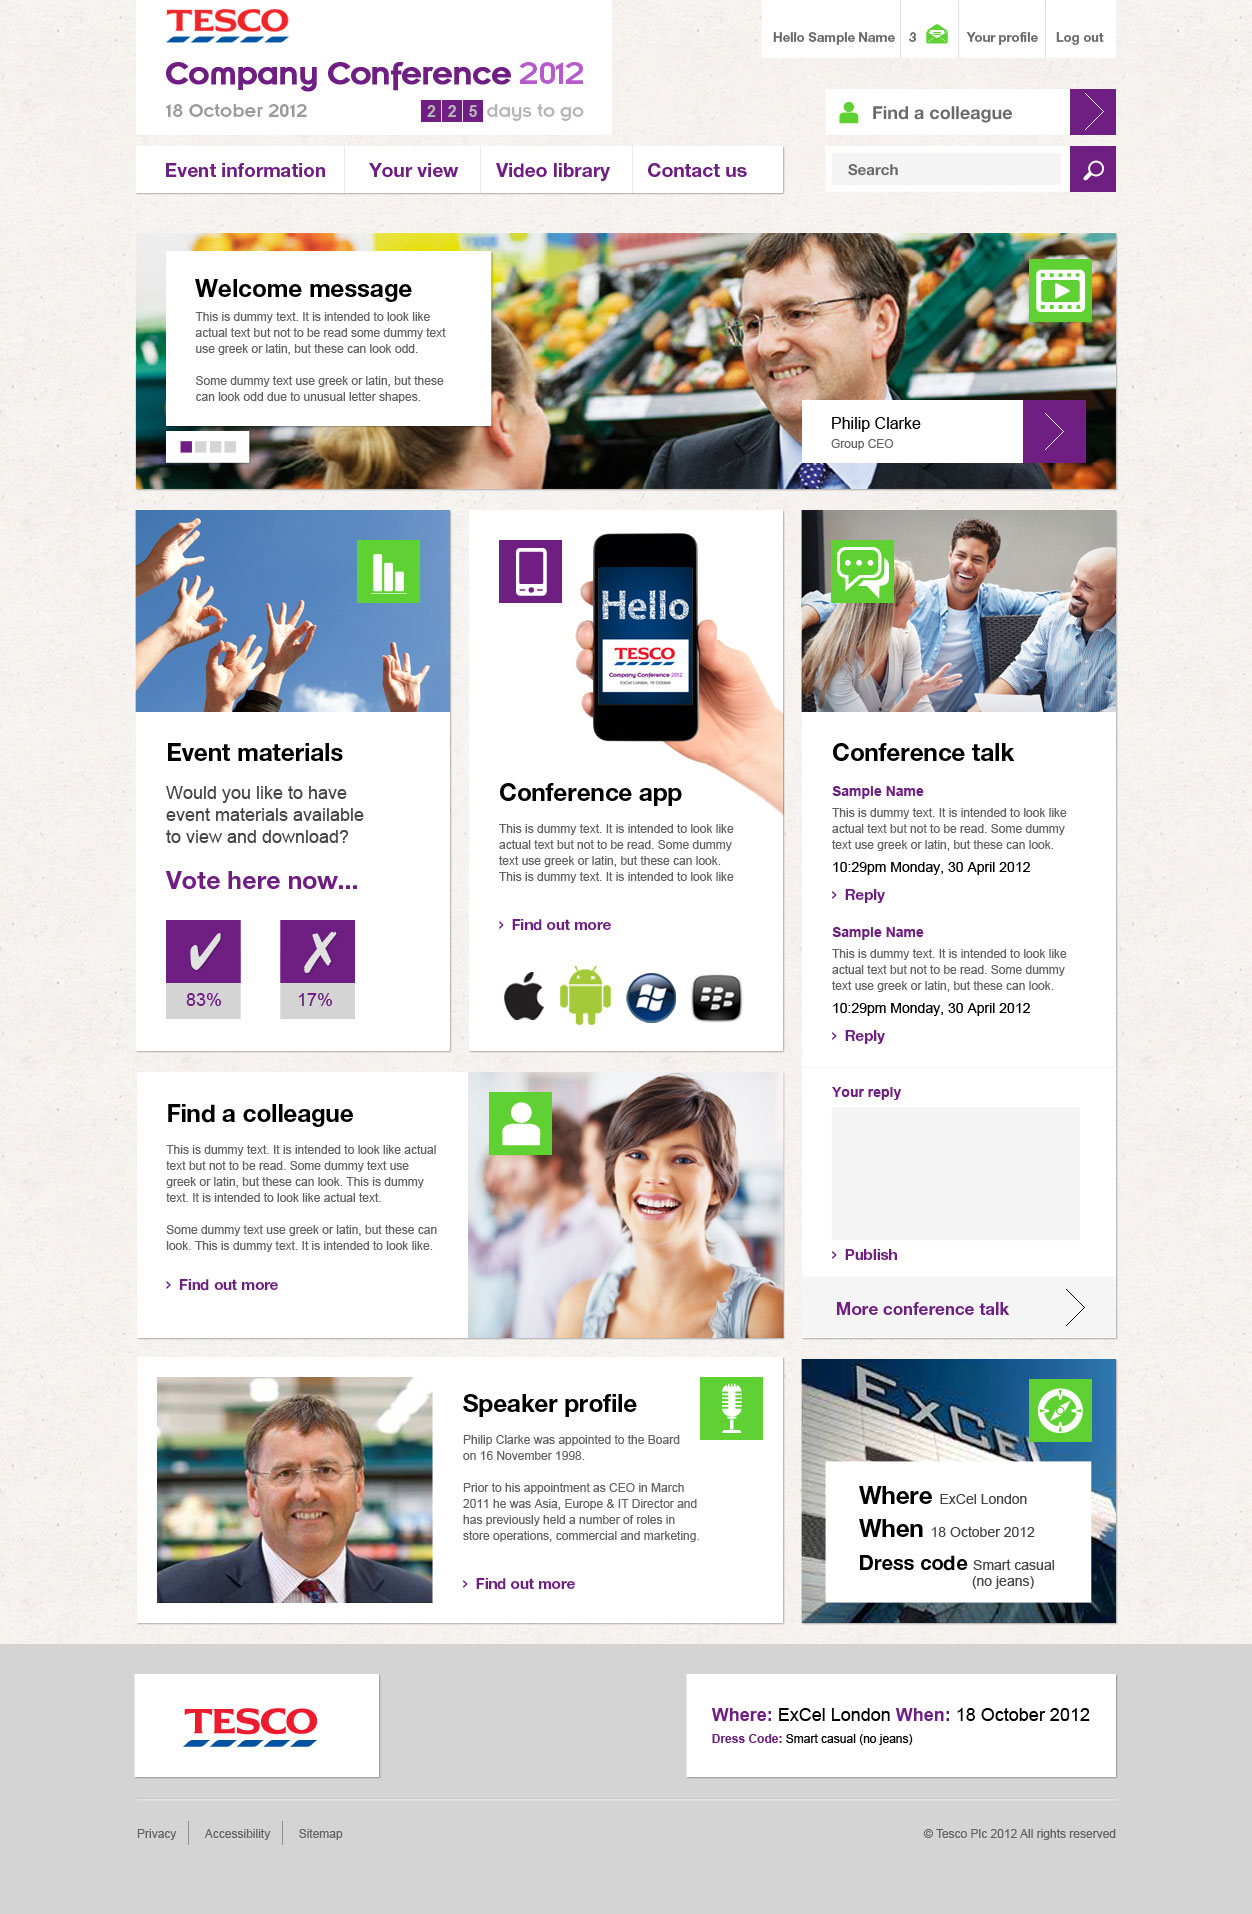 TESCO
Company Conference 2012
18 October 2012
225 days to go
Hello Sample Name
3
Your profile
Log out
Find a colleague
Event information
Your view
Video library
Contact us
Search
Welcome message
This is dummy text. It is intended to look like
actual text but not to be read some dummy text
use greek or latin, but these can look odd.
Some dummy text use greek or latin, but these
can look odd due to unusual letter shapes.
Philip Clarke
Group CEO
Event materials
Would you like to have
event materials available
to view and download?
Vote here now...
83%
17%
Hello
TESCO
Company Conference 2012
ExCel London, 18 October
Conference app
This is dummy text. It is intended to look like
actual text but not to be read. Some dummy
text use greek or latin, but these can look.
This is dummy text. It is intended to look like
› Find out more
Conference talk
Sample Name
This is dummy text. It is intended to look like
actual text but not to be read. Some dummy
text use greek or latin, but these can look.
10:29pm Monday, 30 April 2012
› Reply
Sample Name
This is dummy text. It is intended to look like
actual text but not to be read. Some dummy
text use greek or latin, but these can look.
10:29pm Monday, 30 April 2012
› Reply
Your reply
› Publish
More conference talk
Find a colleague
This is dummy text. It is intended to look like actual
text but not to be read. Some dummy text use
greek or latin, but these can look. This is dummy
text. It is intended to look like actual text.
Some dummy text use greek or latin, but these can
look. This is dummy text. It is intended to look like.
› Find out more
Speaker profile
Philip Clarke was appointed to the Board
on 16 November 1998.
Prior to his appointment as CEO in March
2011 he was Asia, Europe & IT Director and
has previously held a number of roles in
store operations, commercial and marketing.
› Find out more
ExCeL
Where ExCel London
When 18 October 2012
Dress code Smart casual
(no jeans)
TESCO
Where: ExCel London When: 18 October 2012
Dress Code: Smart casual (no jeans)
Privacy
Accessibility
Sitemap
© Tesco Plc 2012 All rights reserved